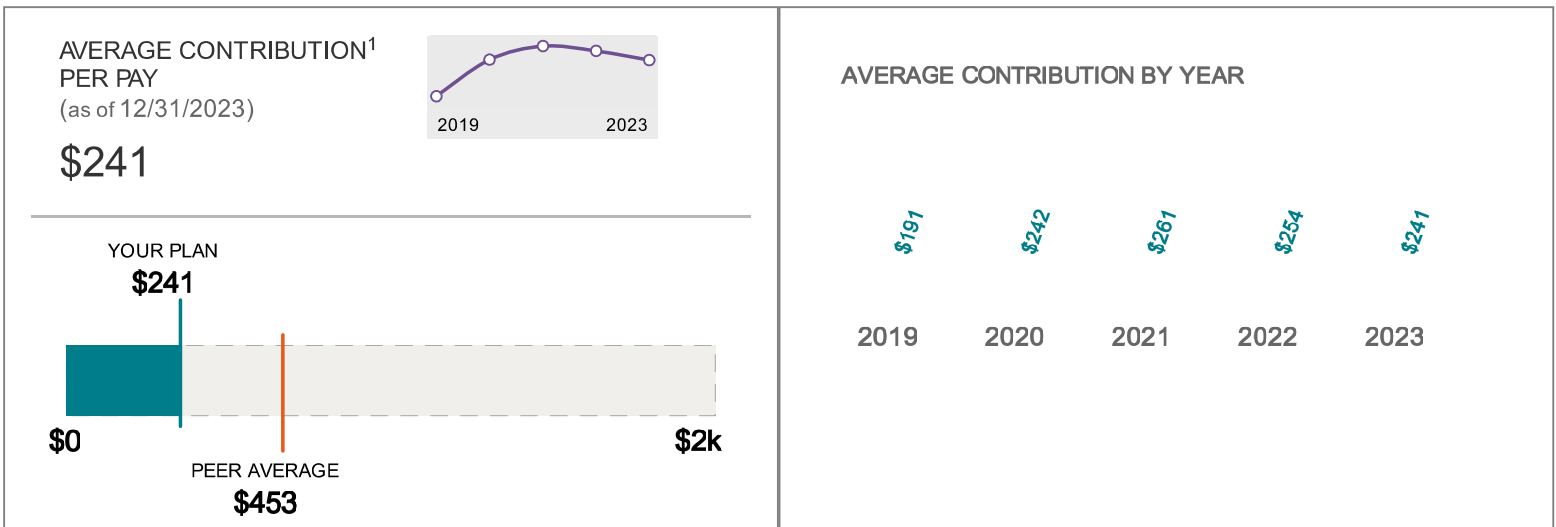 AVERAGE CONTRIBUTION1
PER PAY
(as of 12/31/2023)
$241
2019 2023
YOUR PLAN
$241
$0 $2k
PEER AVERAGE
$453
AVERAGE CONTRIBUTION BY YEAR
$191 $242 $261 $254 $241
2019 2020 2021 2022 2023